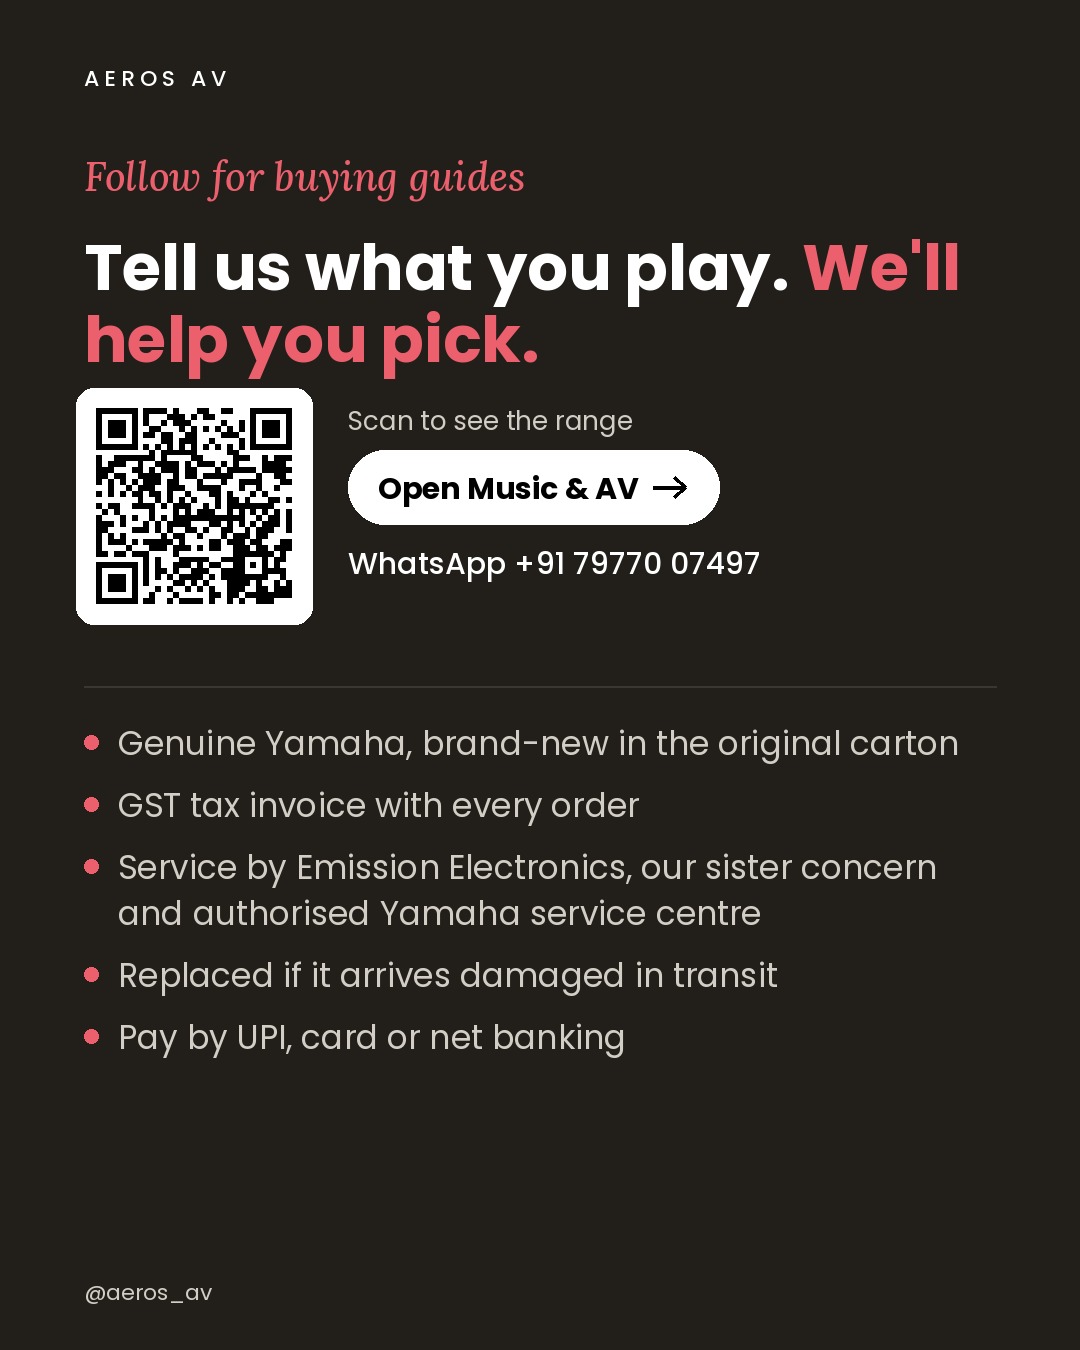 AEROS AV
Follow for buying guides
Tell us what you play. We'll
help you pick.
Scan to see the range
Open Music & AV →
WhatsApp +91 79770 07497
Genuine Yamaha, brand-new in the original carton
GST tax invoice with every order
Service by Emission Electronics, our sister concern
and authorised Yamaha service centre
Replaced if it arrives damaged in transit
Pay by UPI, card or net banking
@aeros_av